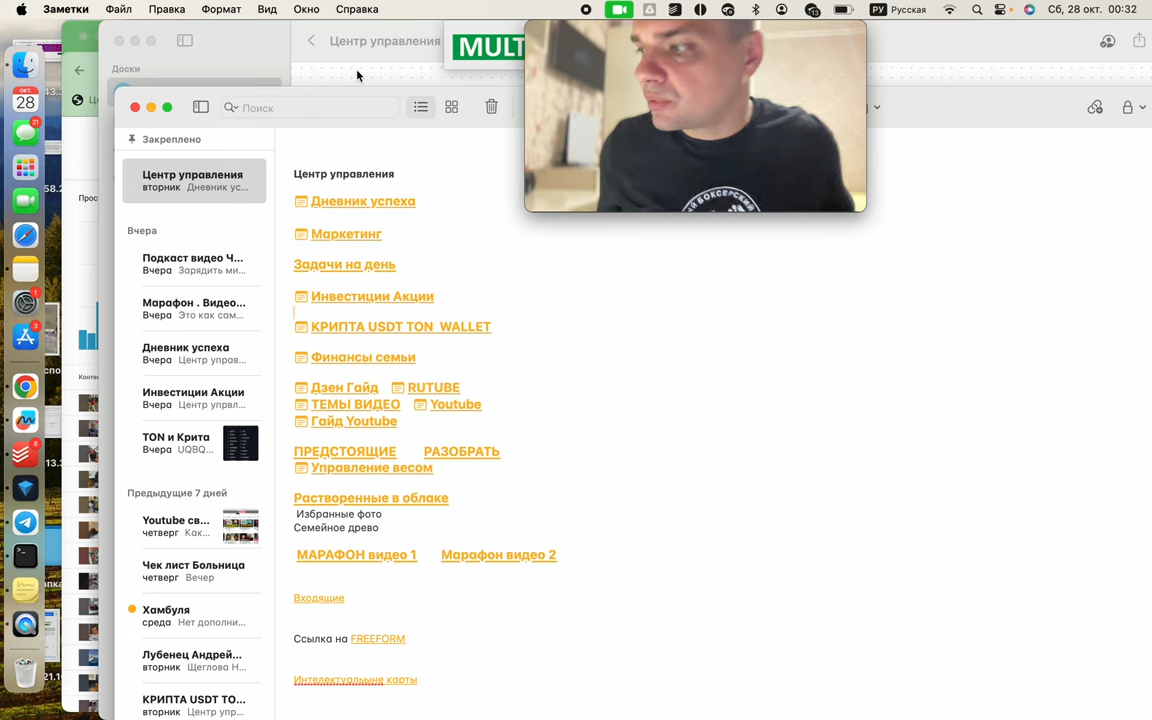 Заметки Файл Правка Формат Вид Окно Справка
РУ Русская
Сб, 28 окт. 00:32
Центр управления
MULT
Доски
ОКТ.
28
Поиск
Закреплено
Центр управления
вторник Дневник ус...
Вчера
Подкаст видео Ч...
Вчера Зарядить ми...
Марафон . Видео...
Вчера Это как сам...
Дневник успеха
Вчера Центр управ...
Инвестиции Акции
Вчера Центр упрвл...
TON и Крита
Вчера UQBQ...
Предыдущие 7 дней
Youtube св...
четверг Как...
Чек лист Больница
четверг Вечер
Хамбуля
среда Нет дополни...
Лубенец Андрей...
вторник Щеглова Н...
КРИПТА USDT TO...
вторник Центр упр...
Центр управления
Дневник успеха
Маркетинг
Задачи на день
Инвестиции Акции
КРИПТА USDT TON WALLET
Финансы семьи
Дзен Гайд RUTUBE
ТЕМЫ ВИДЕО Youtube
Гайд Youtube
ПРЕДСТОЯЩИЕ РАЗОБРАТЬ
Управление весом
Растворенные в облаке
Избранные фото
Семейное древо
МАРАФОН видео 1 Марафон видео 2
Входящие
Ссылка на FREEFORM
Интелектуальыне карты